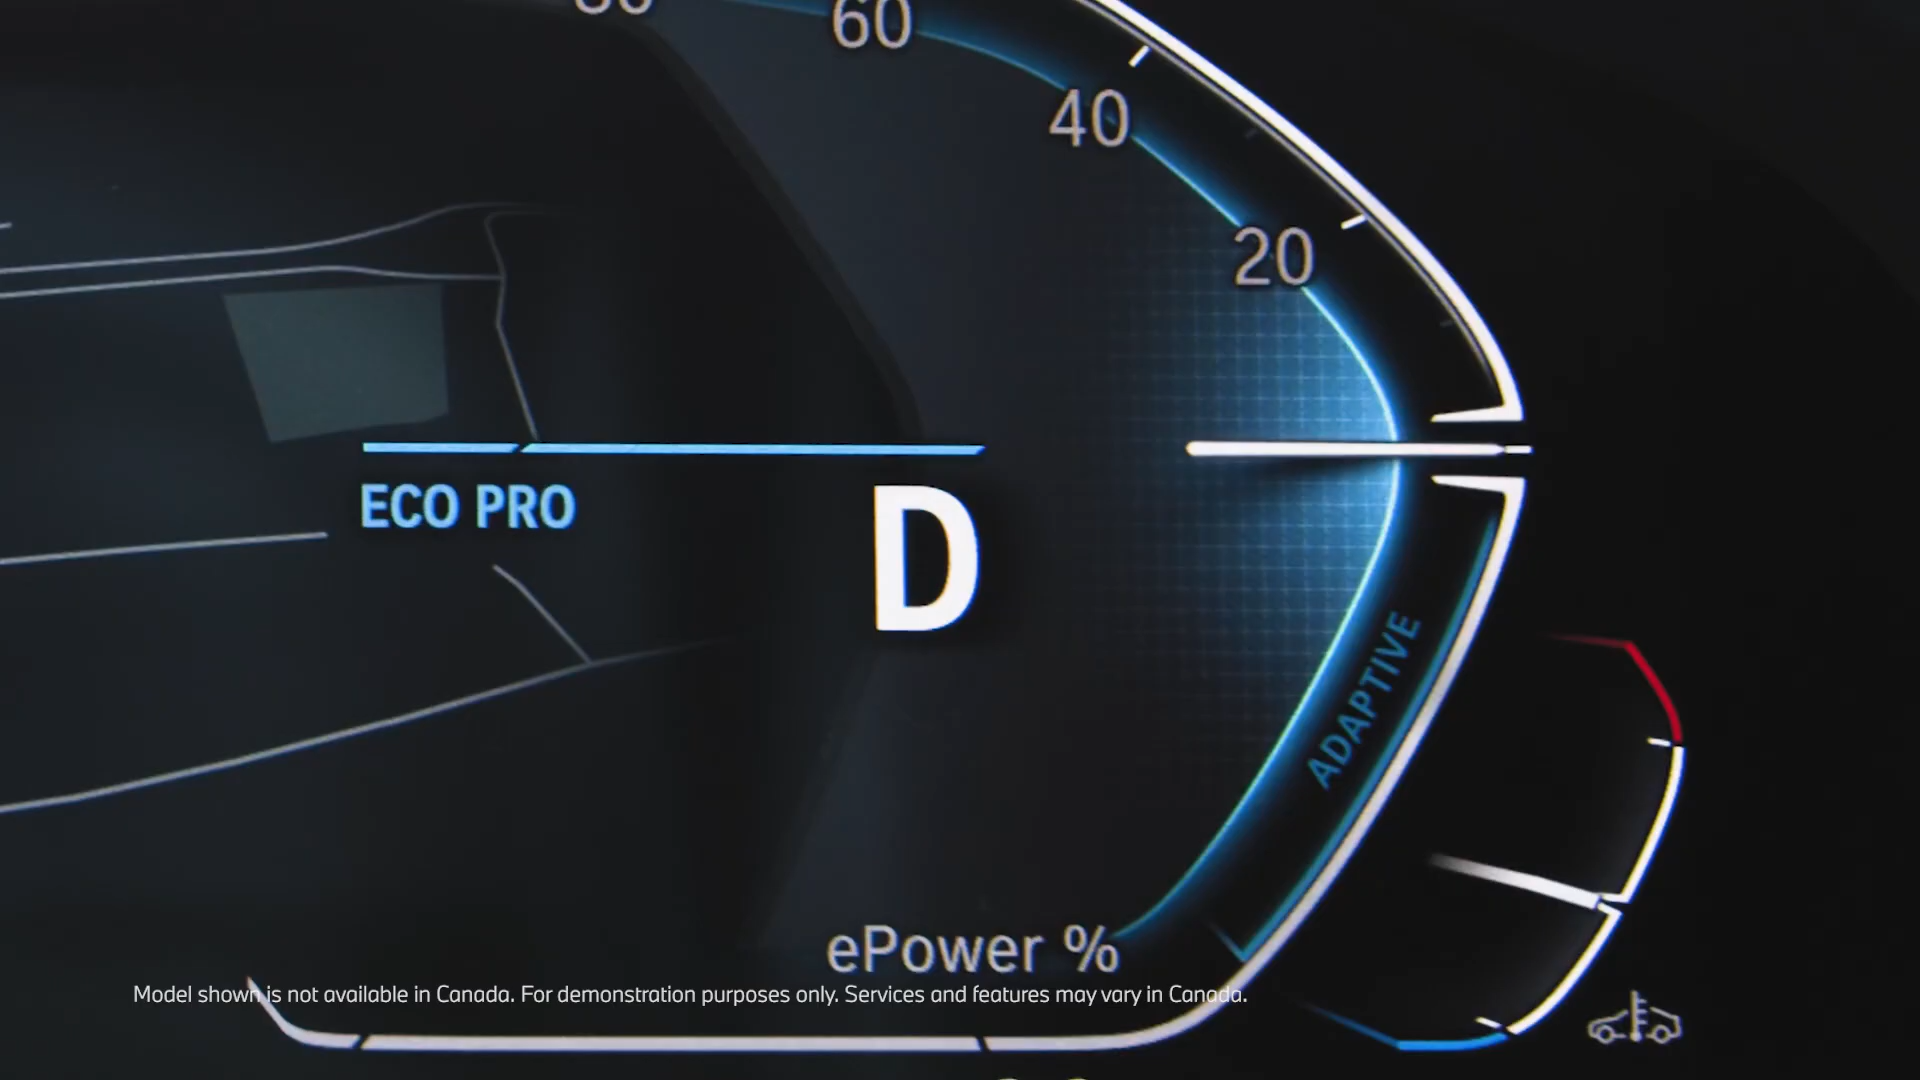 80
60
40
20
ECO PRO
D
ADAPTIVE
ePower %
Model shown is not available in Canada. For demonstration purposes only. Services and features may vary in Canada.